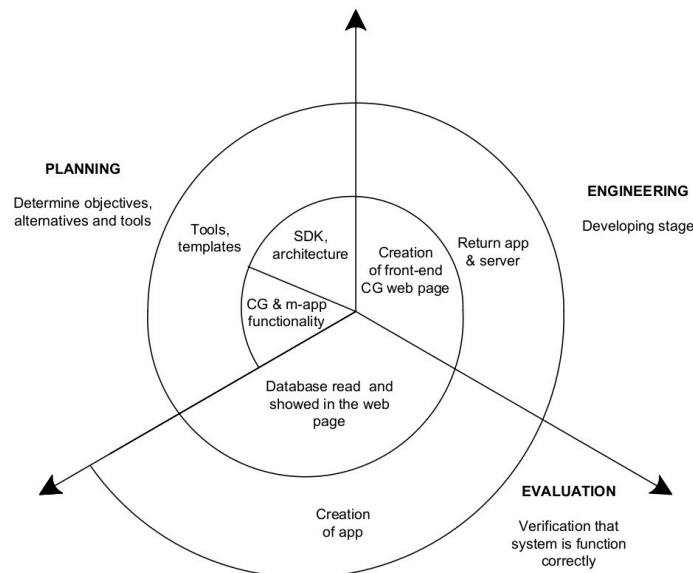 PLANNING
Determine objectives,
alternatives and tools
ENGINEERING
Developing stage
Tools,
templates
SDK,
architecture
Creation
of front-end
CG web page
Return app
& server
CG & m-app
functionality
Database read and
showed in the web
page
Creation
of app
EVALUATION
Verification that
system is function
correctly